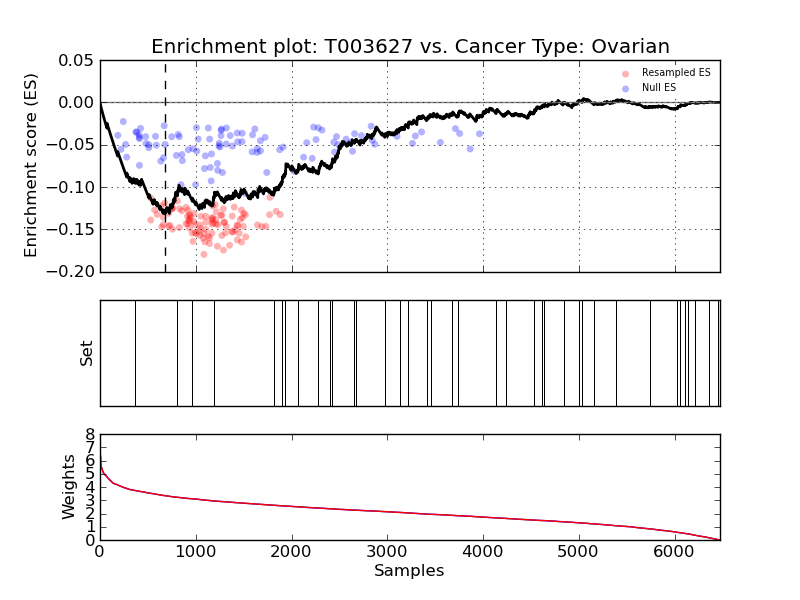 Enrichment plot: T003627 vs. Cancer Type: Ovarian
Enrichment score (ES)
0.05
0.00
−0.05
−0.10
−0.15
−0.20
Resampled ES
Null ES
Set
Weights
8
7
6
5
4
3
2
1
0
0 1000 2000 3000 4000 5000 6000
Samples